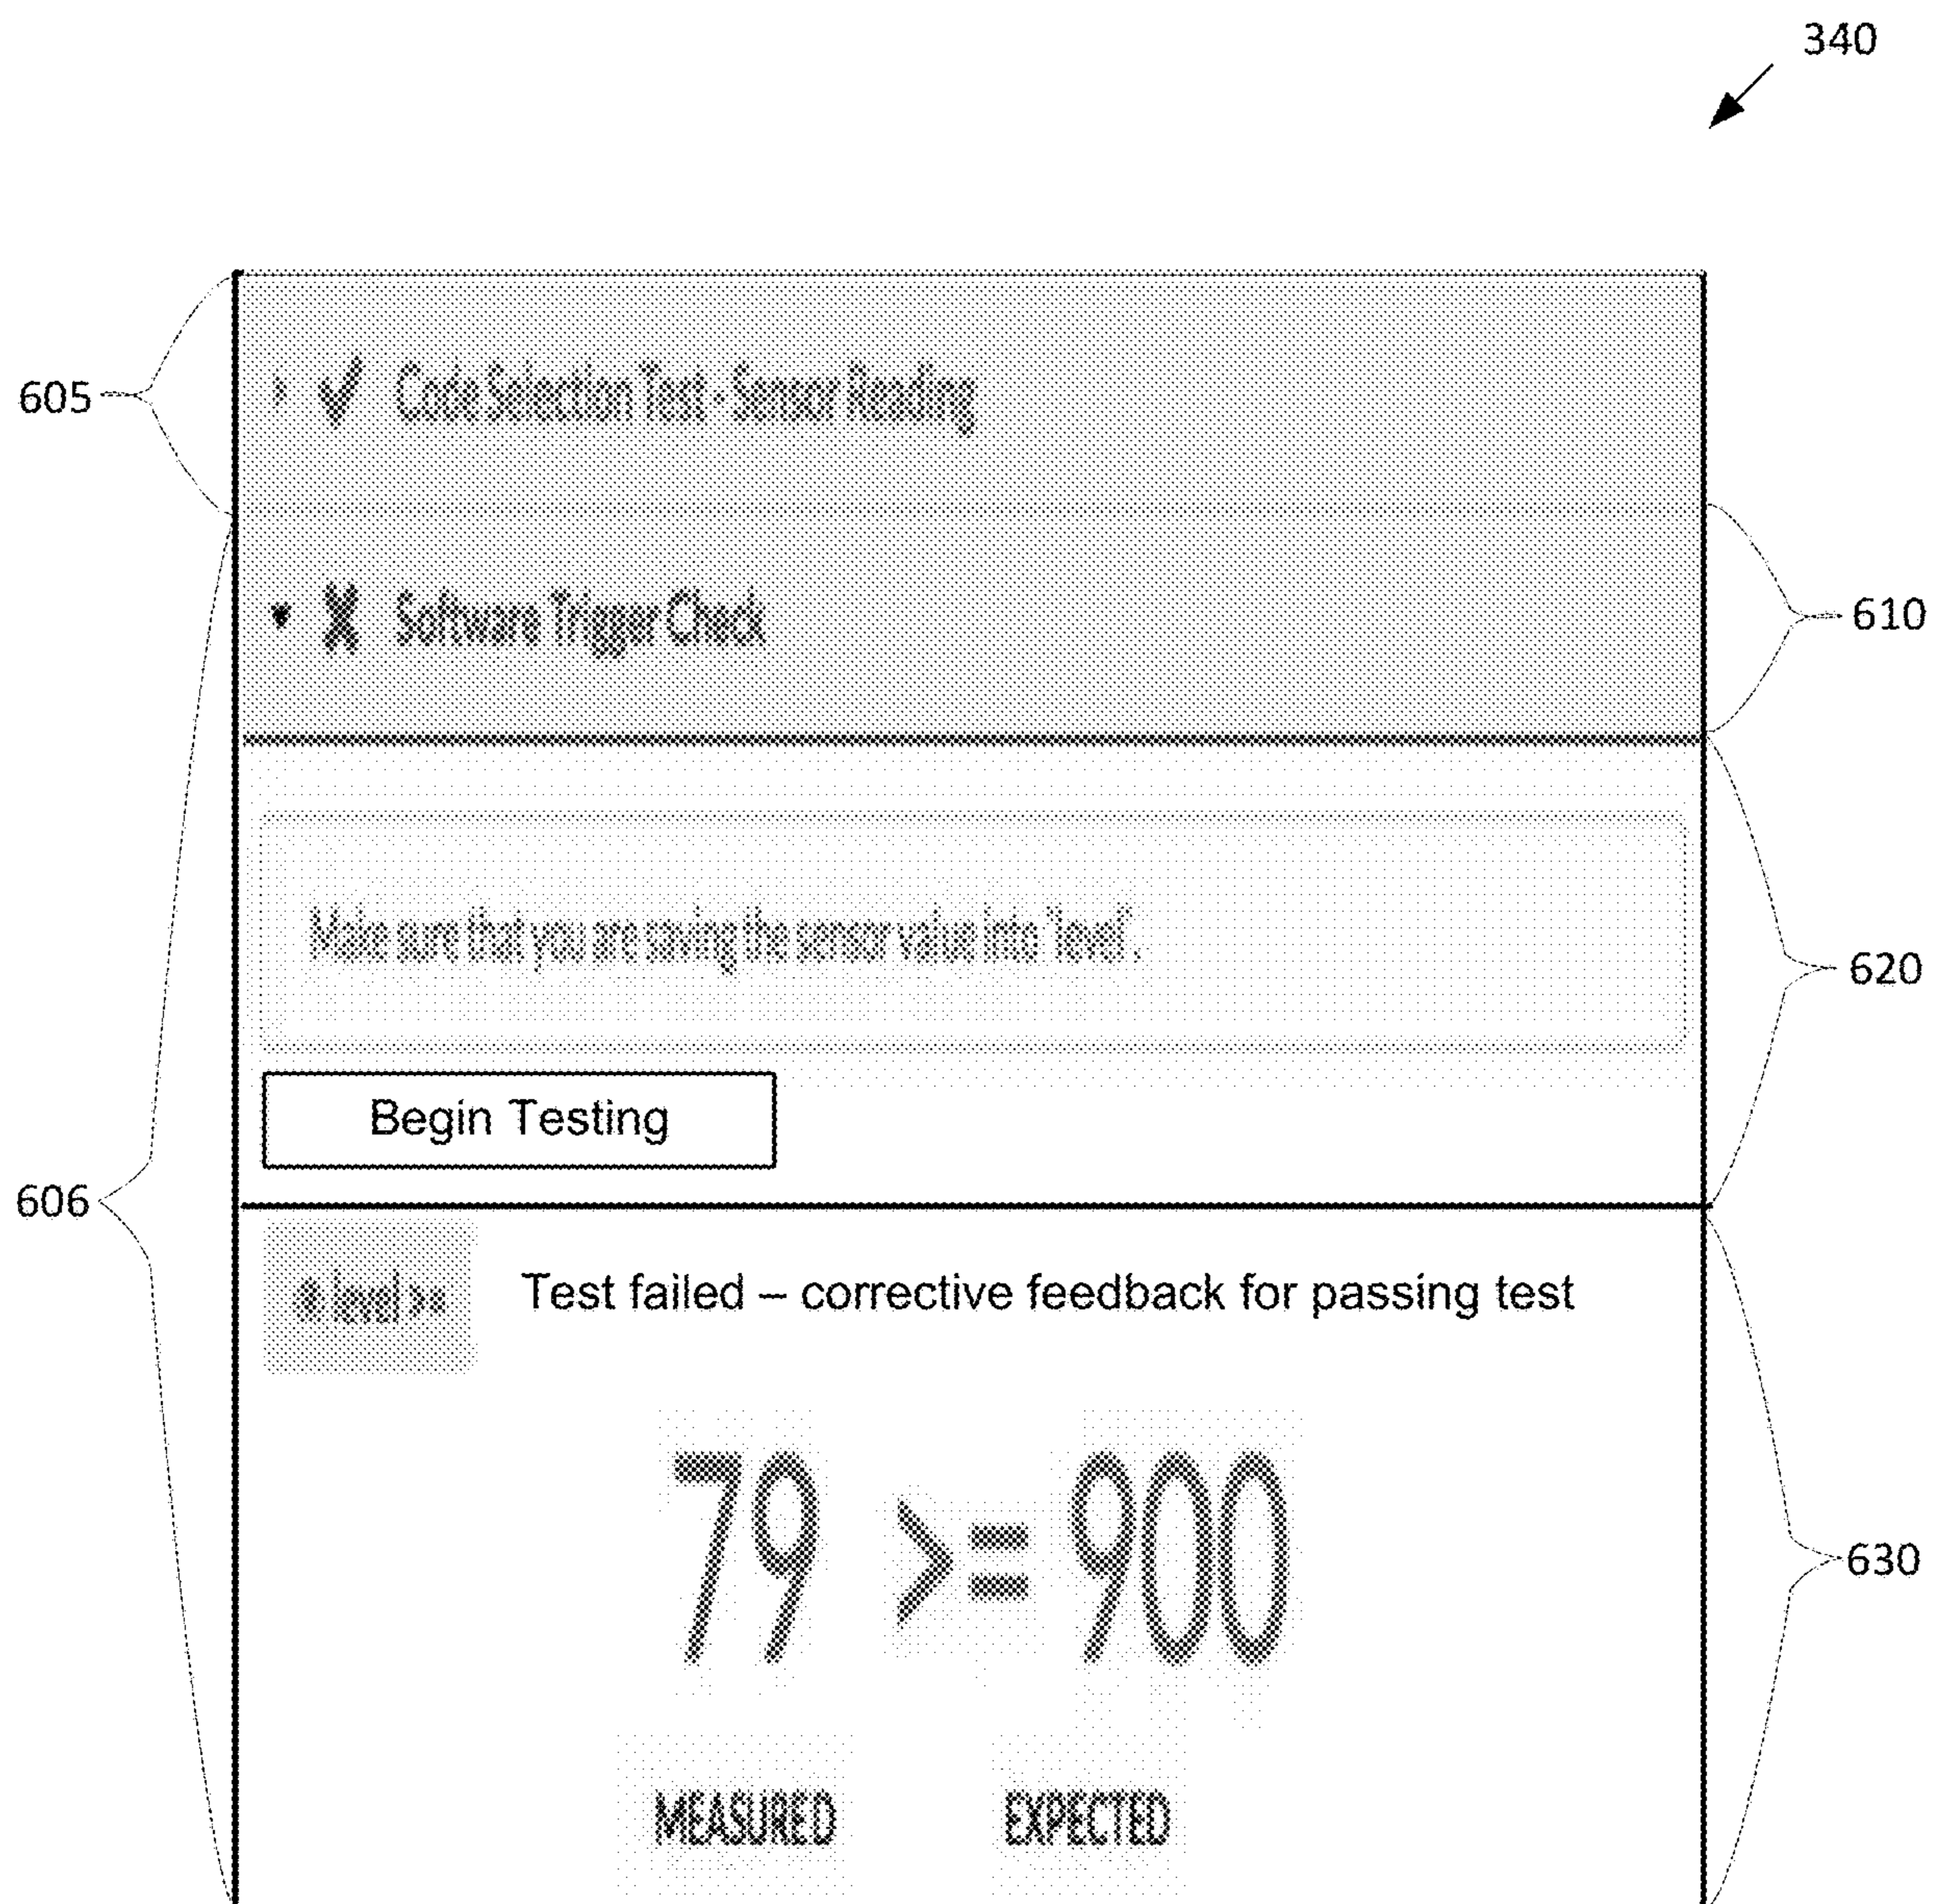 340
605
✓ Code Selection Test - Sensor Reading
610
✗ Software Trigger Check
620
Make sure that you are saving the sensor value into `level`.
Begin Testing
606
level >= Test failed – corrective feedback for passing test
79 >= 900
630
MEASURED EXPECTED